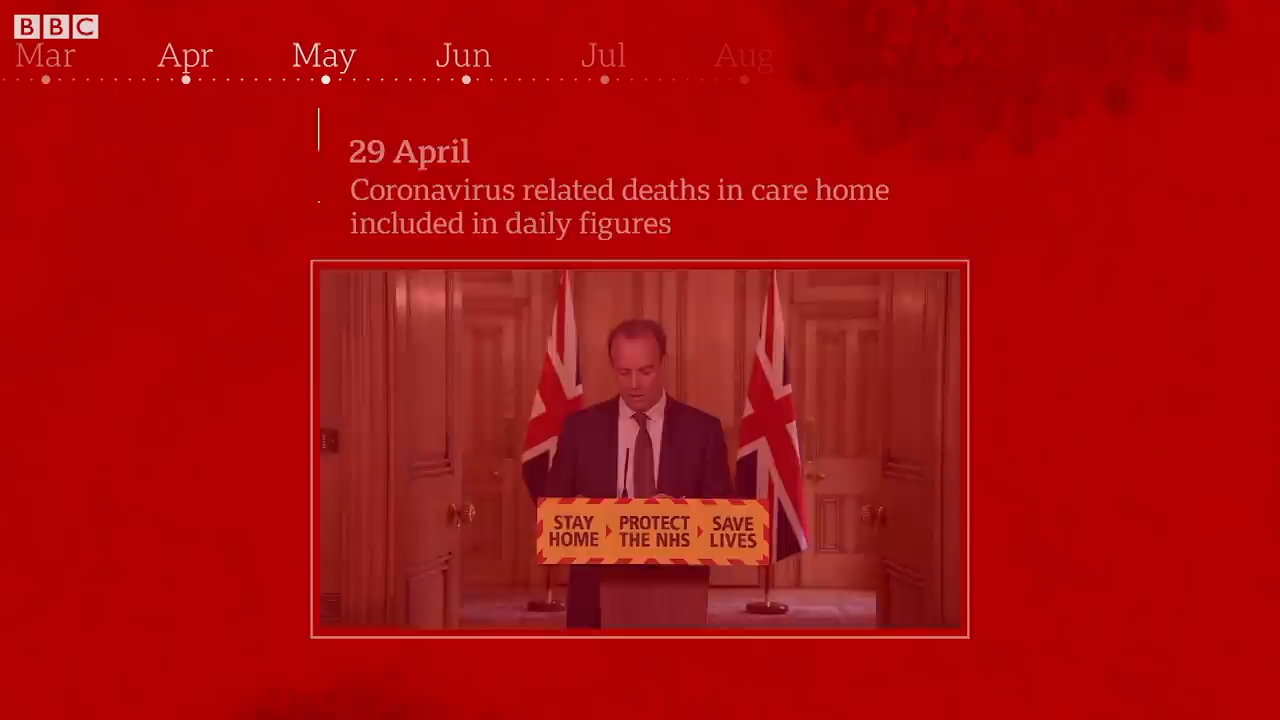 BBC
Mar Apr May Jun Jul Aug
29 April
Coronavirus related deaths in care home
included in daily figures
STAY HOME PROTECT THE NHS SAVE LIVES